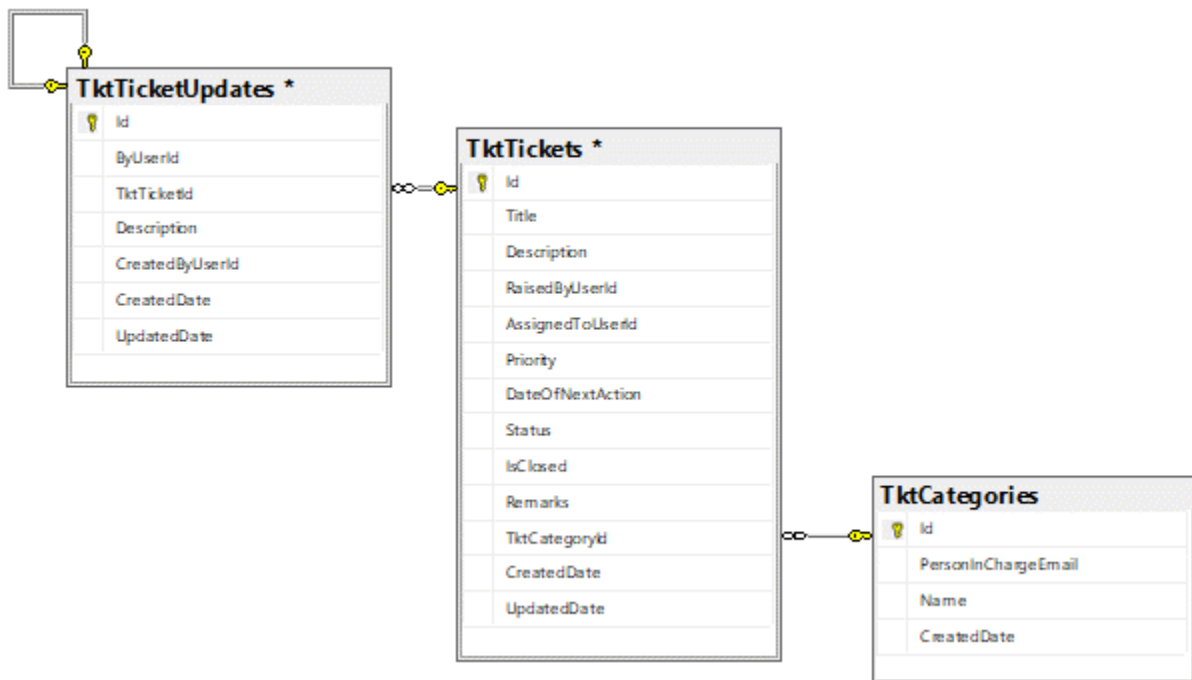 TktTicketUpdates *
Id
ByUserId
TktTicketId
Description
CreatedByUserId
CreatedDate
UpdatedDate
TktTickets *
Id
Title
Description
RaisedByUserId
AssignedToUserId
Priority
DateOfNextAction
Status
IsClosed
Remarks
TktCategoryId
CreatedDate
UpdatedDate
TktCategories
Id
PersonInChargeEmail
Name
CreatedDate